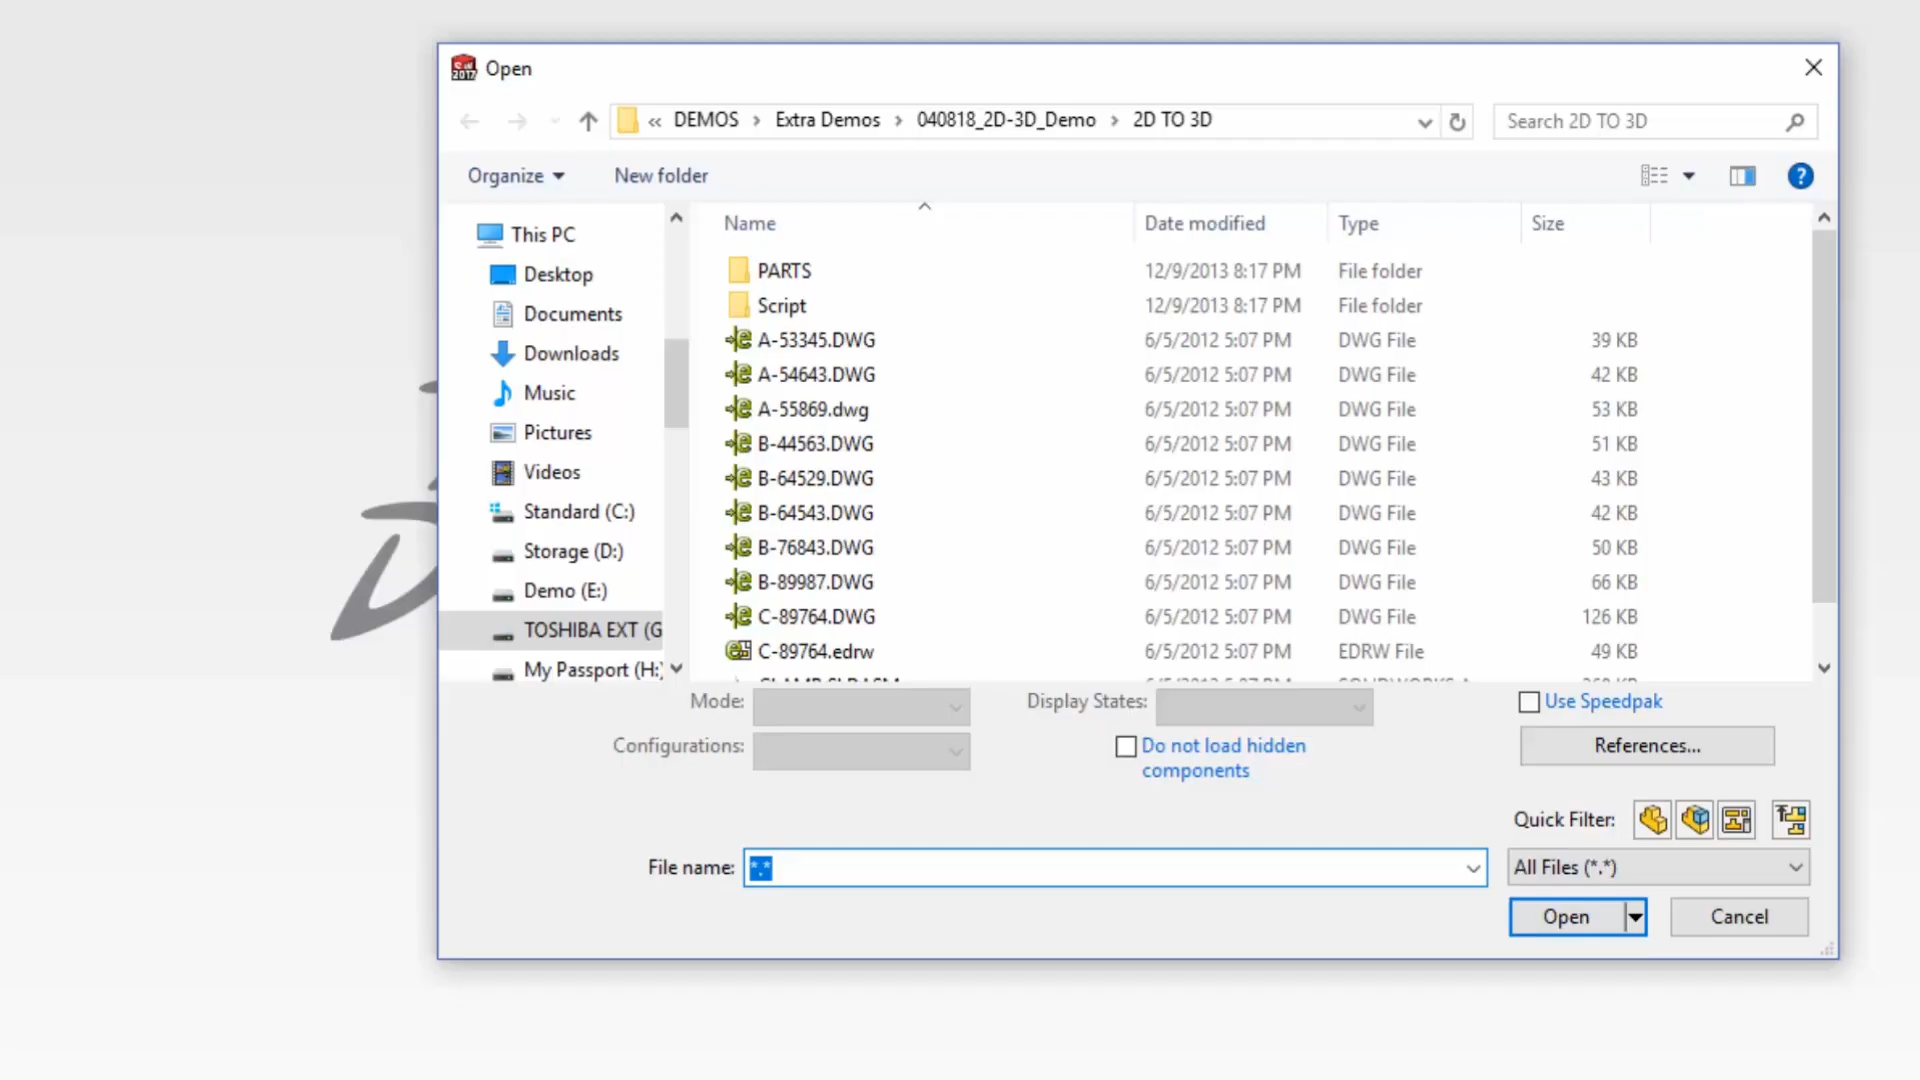 Open
« DEMOS > Extra Demos > 040818_2D-3D_Demo > 2D TO 3D
Search 2D TO 3D
Organize
New folder
This PC
Desktop
Documents
Downloads
Music
Pictures
Videos
Standard (C:)
Storage (D:)
Demo (E:)
TOSHIBA EXT (G
My Passport (H:)
Name Date modified Type Size
PARTS 12/9/2013 8:17 PM File folder
Script 12/9/2013 8:17 PM File folder
A-53345.DWG 6/5/2012 5:07 PM DWG File 39 KB
A-54643.DWG 6/5/2012 5:07 PM DWG File 42 KB
A-55869.dwg 6/5/2012 5:07 PM DWG File 53 KB
B-44563.DWG 6/5/2012 5:07 PM DWG File 51 KB
B-64529.DWG 6/5/2012 5:07 PM DWG File 43 KB
B-64543.DWG 6/5/2012 5:07 PM DWG File 42 KB
B-76843.DWG 6/5/2012 5:07 PM DWG File 50 KB
B-89987.DWG 6/5/2012 5:07 PM DWG File 66 KB
C-89764.DWG 6/5/2012 5:07 PM DWG File 126 KB
C-89764.edrw 6/5/2012 5:07 PM EDRW File 49 KB
Mode:
Display States:
Use Speedpak
Configurations:
Do not load hidden
components
References...
Quick Filter:
File name: *.*
All Files (*.*)
Open
Cancel